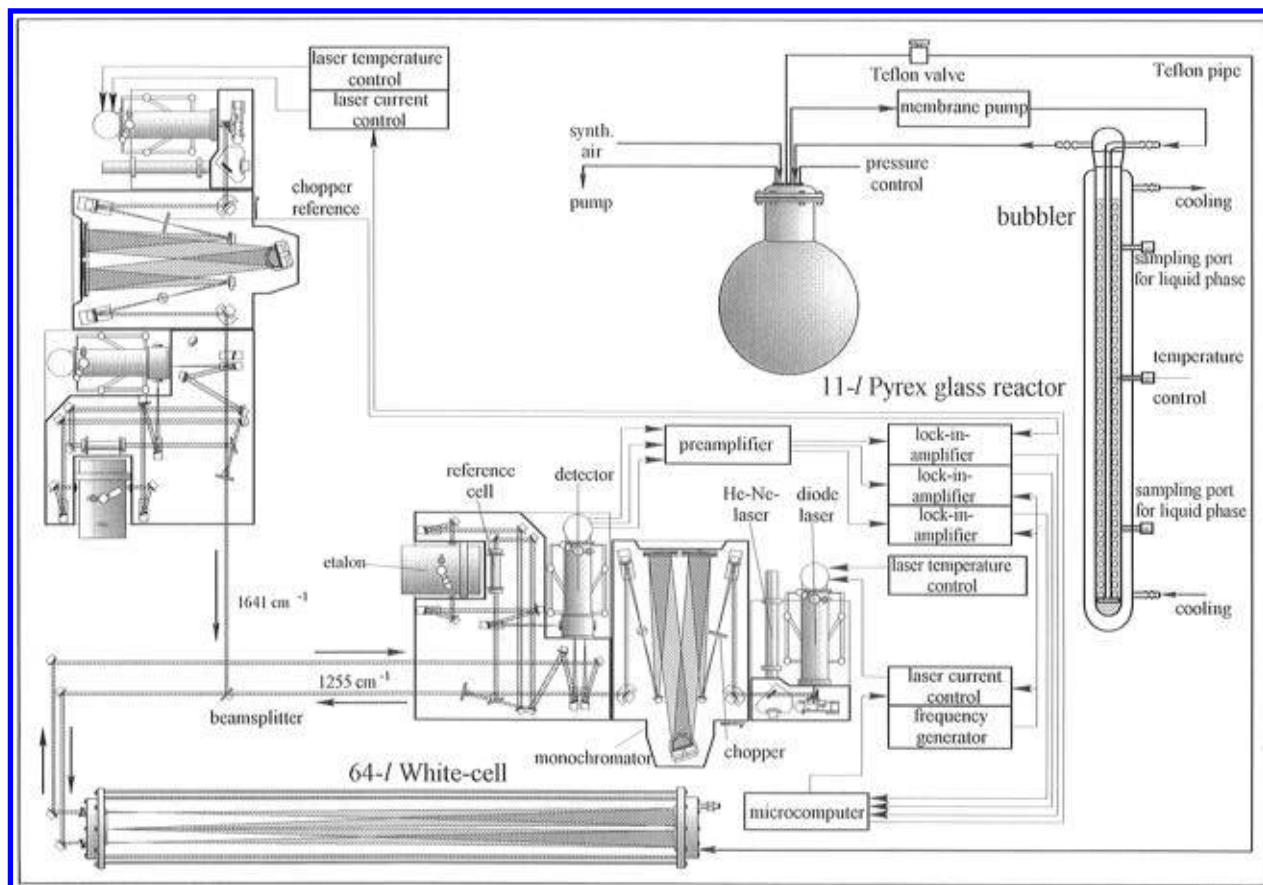 laser temperature
control
laser current
control
Teflon valve
Teflon pipe
membrane pump
synth.
air
pump
pressure
control
chopper
reference
bubbler
cooling
sampling port
for liquid phase
temperature
control
11-l Pyrex glass reactor
preamplifier
lock-in-
amplifier
lock-in-
amplifier
lock-in-
amplifier
reference
cell
detector
He-Ne-
laser
diode
laser
sampling port
for liquid phase
etalon
laser temperature
control
cooling
1641 cm⁻¹
1255 cm⁻¹
beamsplitter
laser current
control
frequency
generator
monochromator
chopper
64-l White-cell
microcomputer